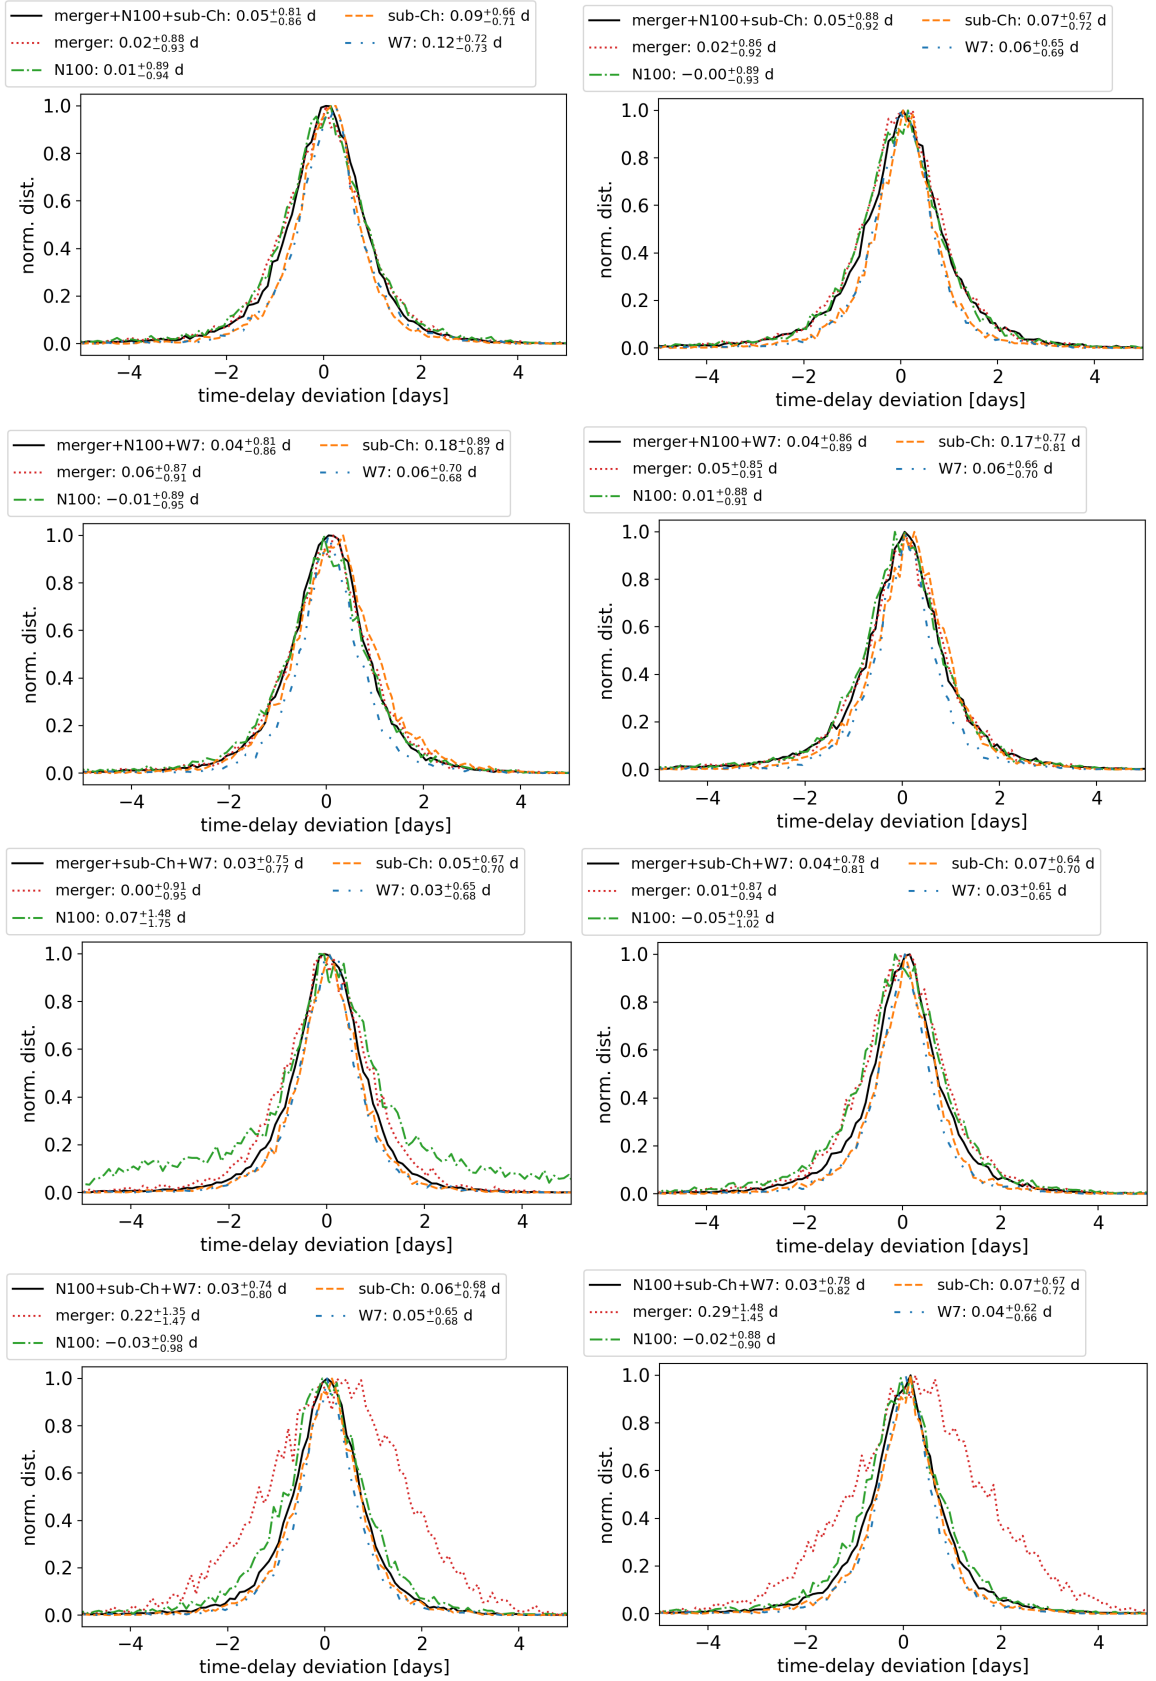 merger+N100+sub-Ch: 0.05^{+0.81}_{−0.86} d
merger: 0.02^{+0.88}_{−0.93} d
N100: 0.01^{+0.89}_{−0.94} d
sub-Ch: 0.09^{+0.66}_{−0.71} d
W7: 0.12^{+0.72}_{−0.73} d
norm. dist.
1.0
0.8
0.6
0.4
0.2
0.0
−4 −2 0 2 4
time-delay deviation [days]
merger+N100+sub-Ch: 0.05^{+0.88}_{−0.92} d
merger: 0.02^{+0.86}_{−0.92} d
N100: −0.00^{+0.89}_{−0.93} d
sub-Ch: 0.07^{+0.67}_{−0.72} d
W7: 0.06^{+0.65}_{−0.69} d
norm. dist.
1.0
0.8
0.6
0.4
0.2
0.0
−4 −2 0 2 4
time-delay deviation [days]
merger+N100+W7: 0.04^{+0.81}_{−0.86} d
merger: 0.06^{+0.87}_{−0.91} d
N100: −0.01^{+0.89}_{−0.95} d
sub-Ch: 0.18^{+0.89}_{−0.87} d
W7: 0.06^{+0.70}_{−0.68} d
norm. dist.
1.0
0.8
0.6
0.4
0.2
0.0
−4 −2 0 2 4
time-delay deviation [days]
merger+N100+W7: 0.04^{+0.86}_{−0.89} d
merger: 0.05^{+0.85}_{−0.91} d
N100: 0.01^{+0.88}_{−0.91} d
sub-Ch: 0.17^{+0.77}_{−0.81} d
W7: 0.06^{+0.66}_{−0.70} d
norm. dist.
1.0
0.8
0.6
0.4
0.2
0.0
−4 −2 0 2 4
time-delay deviation [days]
merger+sub-Ch+W7: 0.03^{+0.75}_{−0.77} d
merger: 0.00^{+0.91}_{−0.95} d
N100: 0.07^{+1.48}_{−1.75} d
sub-Ch: 0.05^{+0.67}_{−0.70} d
W7: 0.03^{+0.65}_{−0.68} d
norm. dist.
1.0
0.8
0.6
0.4
0.2
0.0
−4 −2 0 2 4
time-delay deviation [days]
merger+sub-Ch+W7: 0.04^{+0.78}_{−0.81} d
merger: 0.01^{+0.87}_{−0.94} d
N100: −0.05^{+0.91}_{−1.02} d
sub-Ch: 0.07^{+0.64}_{−0.70} d
W7: 0.03^{+0.61}_{−0.65} d
norm. dist.
1.0
0.8
0.6
0.4
0.2
0.0
−4 −2 0 2 4
time-delay deviation [days]
N100+sub-Ch+W7: 0.03^{+0.74}_{−0.80} d
merger: 0.22^{+1.35}_{−1.47} d
N100: −0.03^{+0.90}_{−0.98} d
sub-Ch: 0.06^{+0.68}_{−0.74} d
W7: 0.05^{+0.65}_{−0.68} d
norm. dist.
1.0
0.8
0.6
0.4
0.2
0.0
−4 −2 0 2 4
time-delay deviation [days]
N100+sub-Ch+W7: 0.03^{+0.78}_{−0.82} d
merger: 0.29^{+1.48}_{−1.45} d
N100: −0.02^{+0.88}_{−0.90} d
sub-Ch: 0.07^{+0.67}_{−0.72} d
W7: 0.04^{+0.62}_{−0.66} d
norm. dist.
1.0
0.8
0.6
0.4
0.2
0.0
−4 −2 0 2 4
time-delay deviation [days]